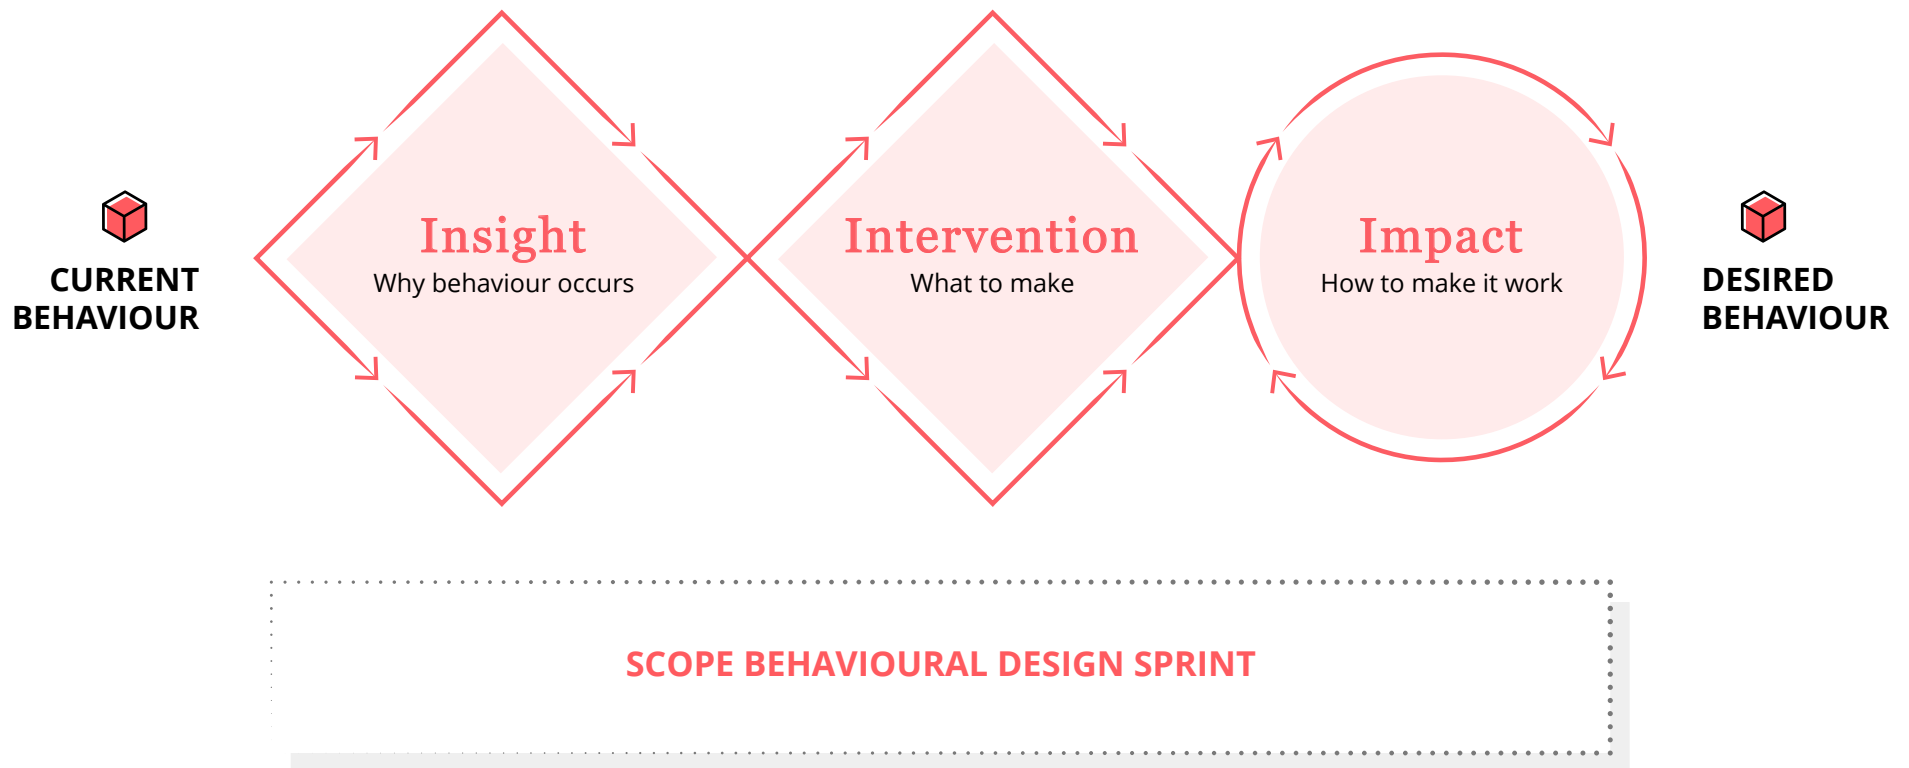 CURRENT
BEHAVIOUR
Insight
Why behaviour occurs
Intervention
What to make
Impact
How to make it work
DESIRED
BEHAVIOUR
SCOPE BEHAVIOURAL DESIGN SPRINT